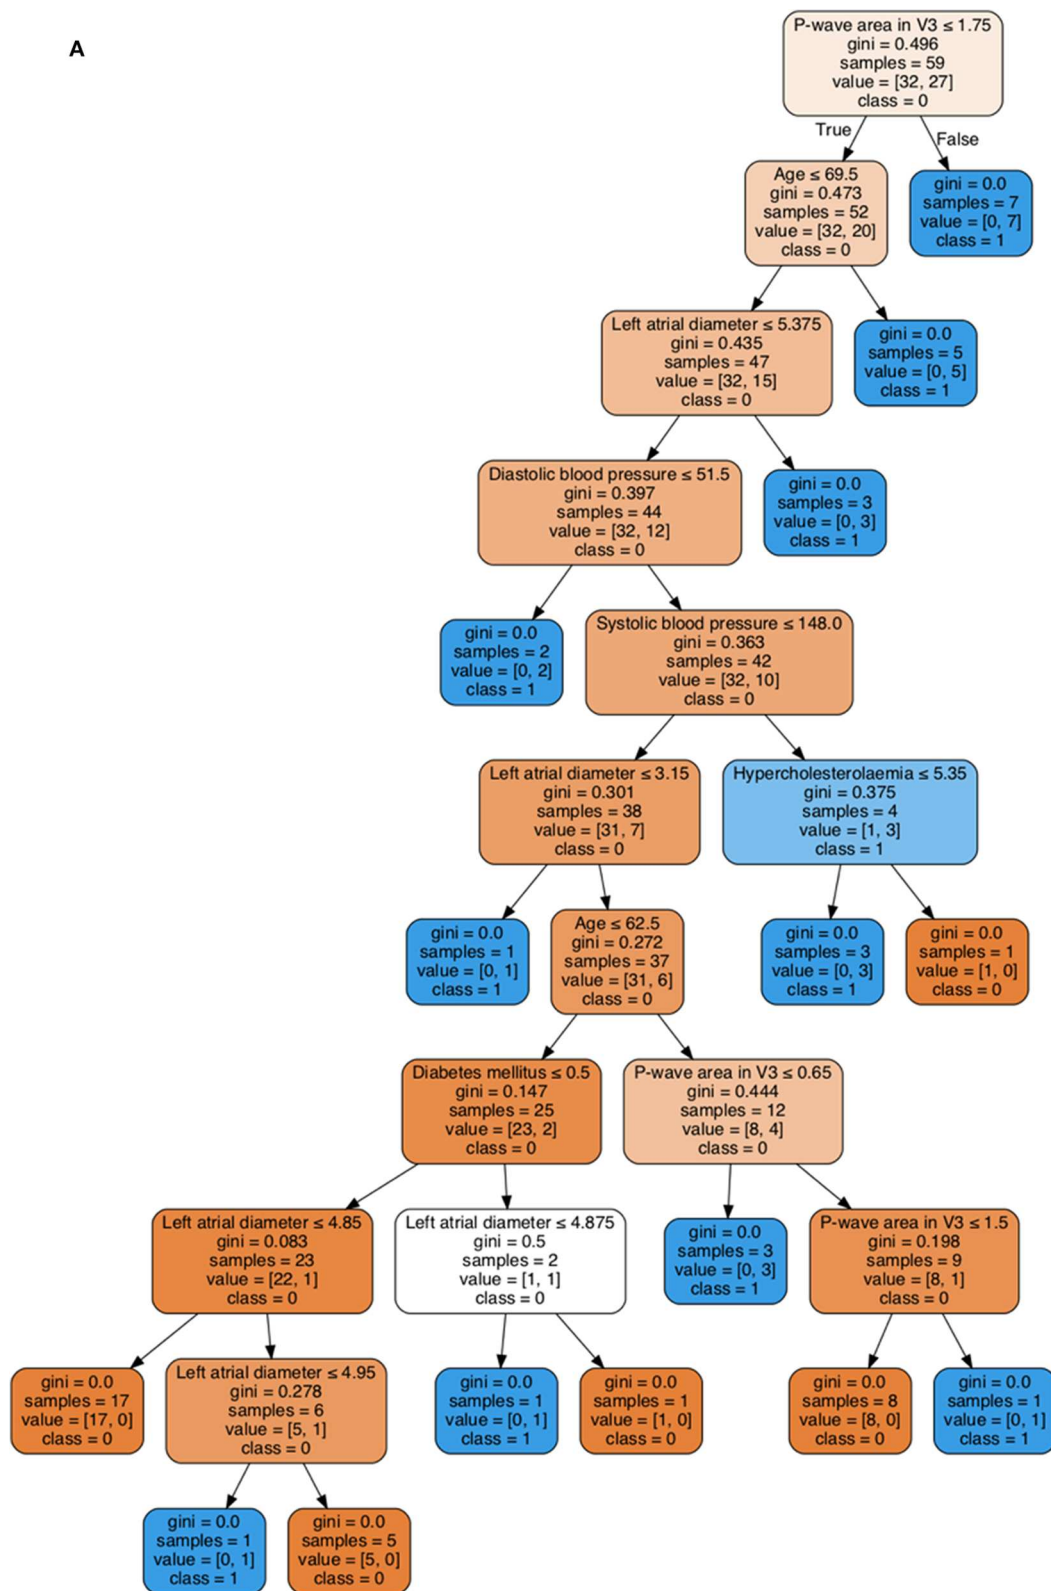 A
P-wave area in V3 ≤ 1.75
gini = 0.496
samples = 59
value = [32, 27]
class = 0
True
False
Age ≤ 69.5
gini = 0.473
samples = 52
value = [32, 20]
class = 0
gini = 0.0
samples = 7
value = [0, 7]
class = 1
Left atrial diameter ≤ 5.375
gini = 0.435
samples = 47
value = [32, 15]
class = 0
gini = 0.0
samples = 5
value = [0, 5]
class = 1
Diastolic blood pressure ≤ 51.5
gini = 0.397
samples = 44
value = [32, 12]
class = 0
gini = 0.0
samples = 3
value = [0, 3]
class = 1
gini = 0.0
samples = 2
value = [0, 2]
class = 1
Systolic blood pressure ≤ 148.0
gini = 0.363
samples = 42
value = [32, 10]
class = 0
Left atrial diameter ≤ 3.15
gini = 0.301
samples = 38
value = [31, 7]
class = 0
Hypercholesterolaemia ≤ 5.35
gini = 0.375
samples = 4
value = [1, 3]
class = 1
gini = 0.0
samples = 1
value = [0, 1]
class = 1
Age ≤ 62.5
gini = 0.272
samples = 37
value = [31, 6]
class = 0
gini = 0.0
samples = 3
value = [0, 3]
class = 1
gini = 0.0
samples = 1
value = [1, 0]
class = 0
Diabetes mellitus ≤ 0.5
gini = 0.147
samples = 25
value = [23, 2]
class = 0
P-wave area in V3 ≤ 0.65
gini = 0.444
samples = 12
value = [8, 4]
class = 0
Left atrial diameter ≤ 4.85
gini = 0.083
samples = 23
value = [22, 1]
class = 0
Left atrial diameter ≤ 4.875
gini = 0.5
samples = 2
value = [1, 1]
class = 0
gini = 0.0
samples = 3
value = [0, 3]
class = 1
P-wave area in V3 ≤ 1.5
gini = 0.198
samples = 9
value = [8, 1]
class = 0
gini = 0.0
samples = 17
value = [17, 0]
class = 0
Left atrial diameter ≤ 4.95
gini = 0.278
samples = 6
value = [5, 1]
class = 0
gini = 0.0
samples = 1
value = [0, 1]
class = 1
gini = 0.0
samples = 1
value = [1, 0]
class = 0
gini = 0.0
samples = 8
value = [8, 0]
class = 0
gini = 0.0
samples = 1
value = [0, 1]
class = 1
gini = 0.0
samples = 1
value = [0, 1]
class = 1
gini = 0.0
samples = 5
value = [5, 0]
class = 0